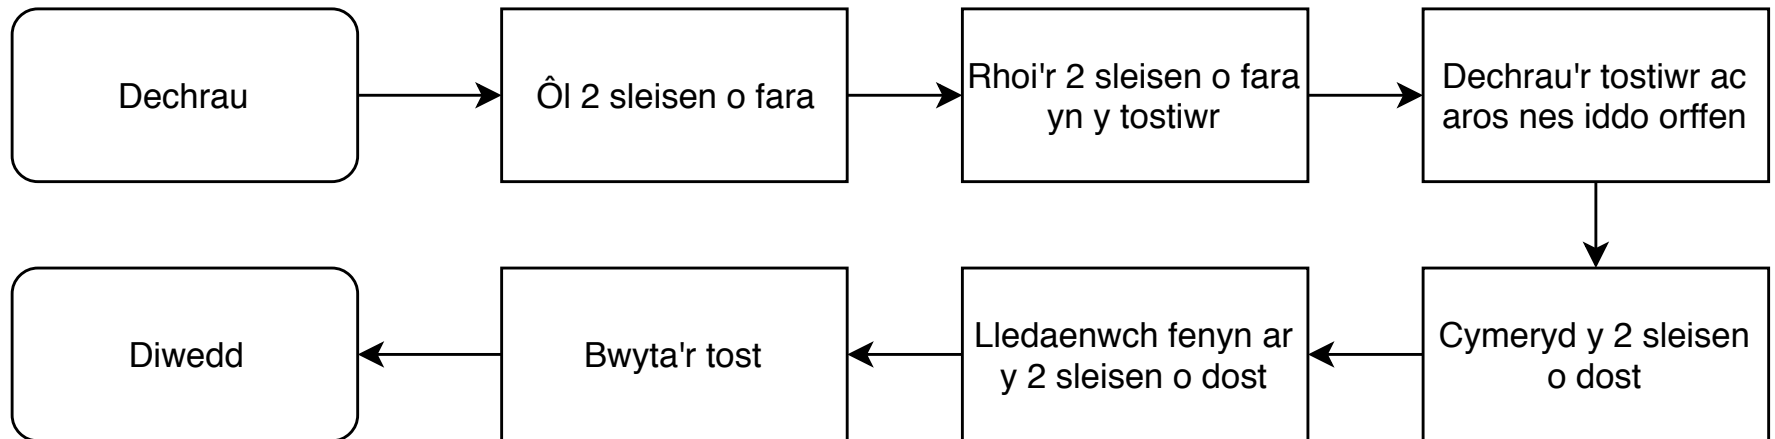 Dechrau
Ôl 2 sleisen o fara
Rhoi'r 2 sleisen o fara
yn y tostiwr
Dechrau'r tostiwr ac
aros nes iddo orffen
Cymeryd y 2 sleisen
o dost
Lledaenwch fenyn ar
y 2 sleisen o dost
Bwyta'r tost
Diwedd